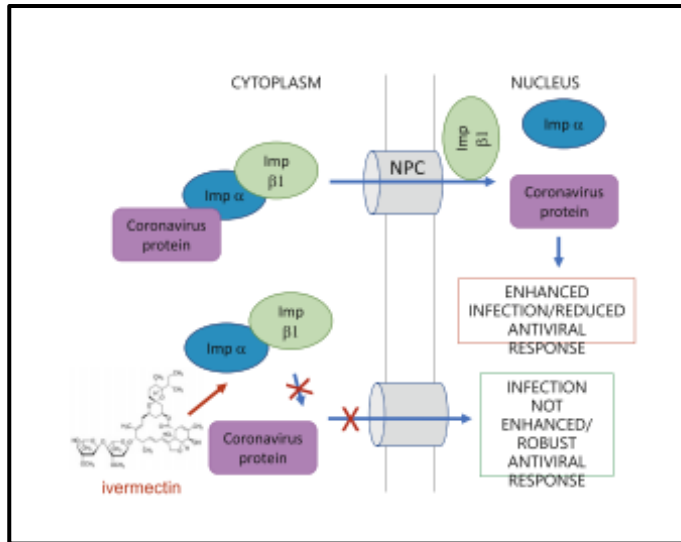 CYTOPLASM
NUCLEUS
Imp
β1
Imp α
Coronavirus
protein
NPC
Imp
β1
Imp α
Coronavirus
protein
ENHANCED
INFECTION/REDUCED
ANTIVIRAL
RESPONSE
Imp
β1
Imp α
Coronavirus
protein
ivermectin
INFECTION
NOT
ENHANCED/
ROBUST
ANTIVIRAL
RESPONSE